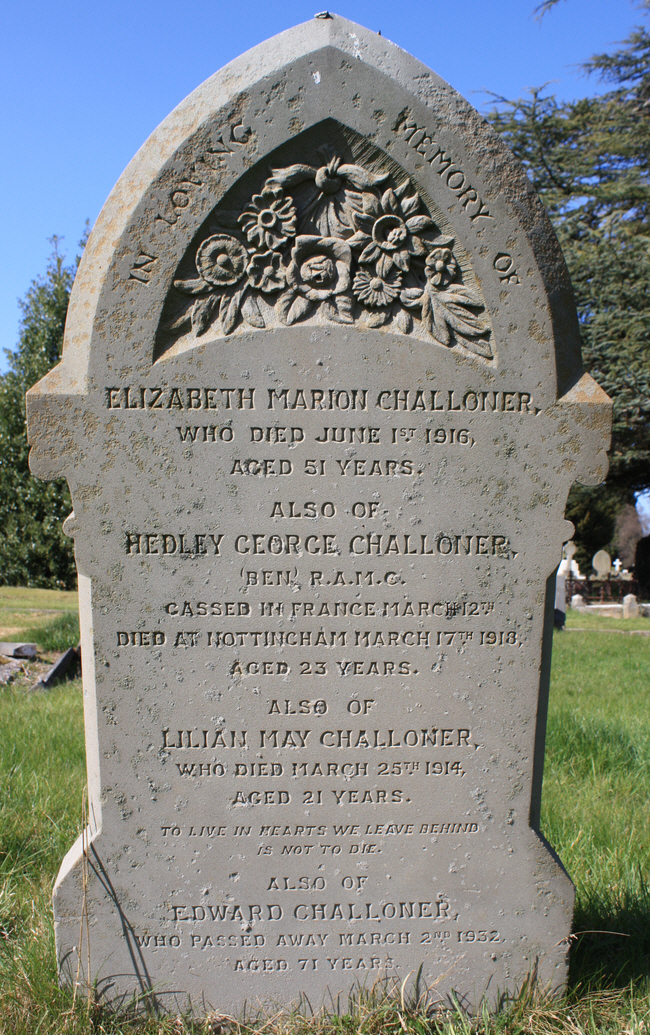 IN LOVING MEMORY OF
ELIZABETH MARION CHALLONER,
WHO DIED JUNE 1ST 1916,
AGED 51 YEARS.
ALSO OF
HEDLEY GEORGE CHALLONER,
(BEN) R.A.M.C.
GASSED IN FRANCE MARCH 12TH
DIED AT NOTTINGHAM MARCH 17TH 1918,
AGED 23 YEARS.
ALSO OF
LILIAN MAY CHALLONER,
WHO DIED MARCH 25TH 1914,
AGED 21 YEARS.
TO LIVE IN HEARTS WE LEAVE BEHIND
IS NOT TO DIE.
ALSO OF
EDWARD CHALLONER,
WHO PASSED AWAY MARCH 2ND 1932,
AGED 71 YEARS.